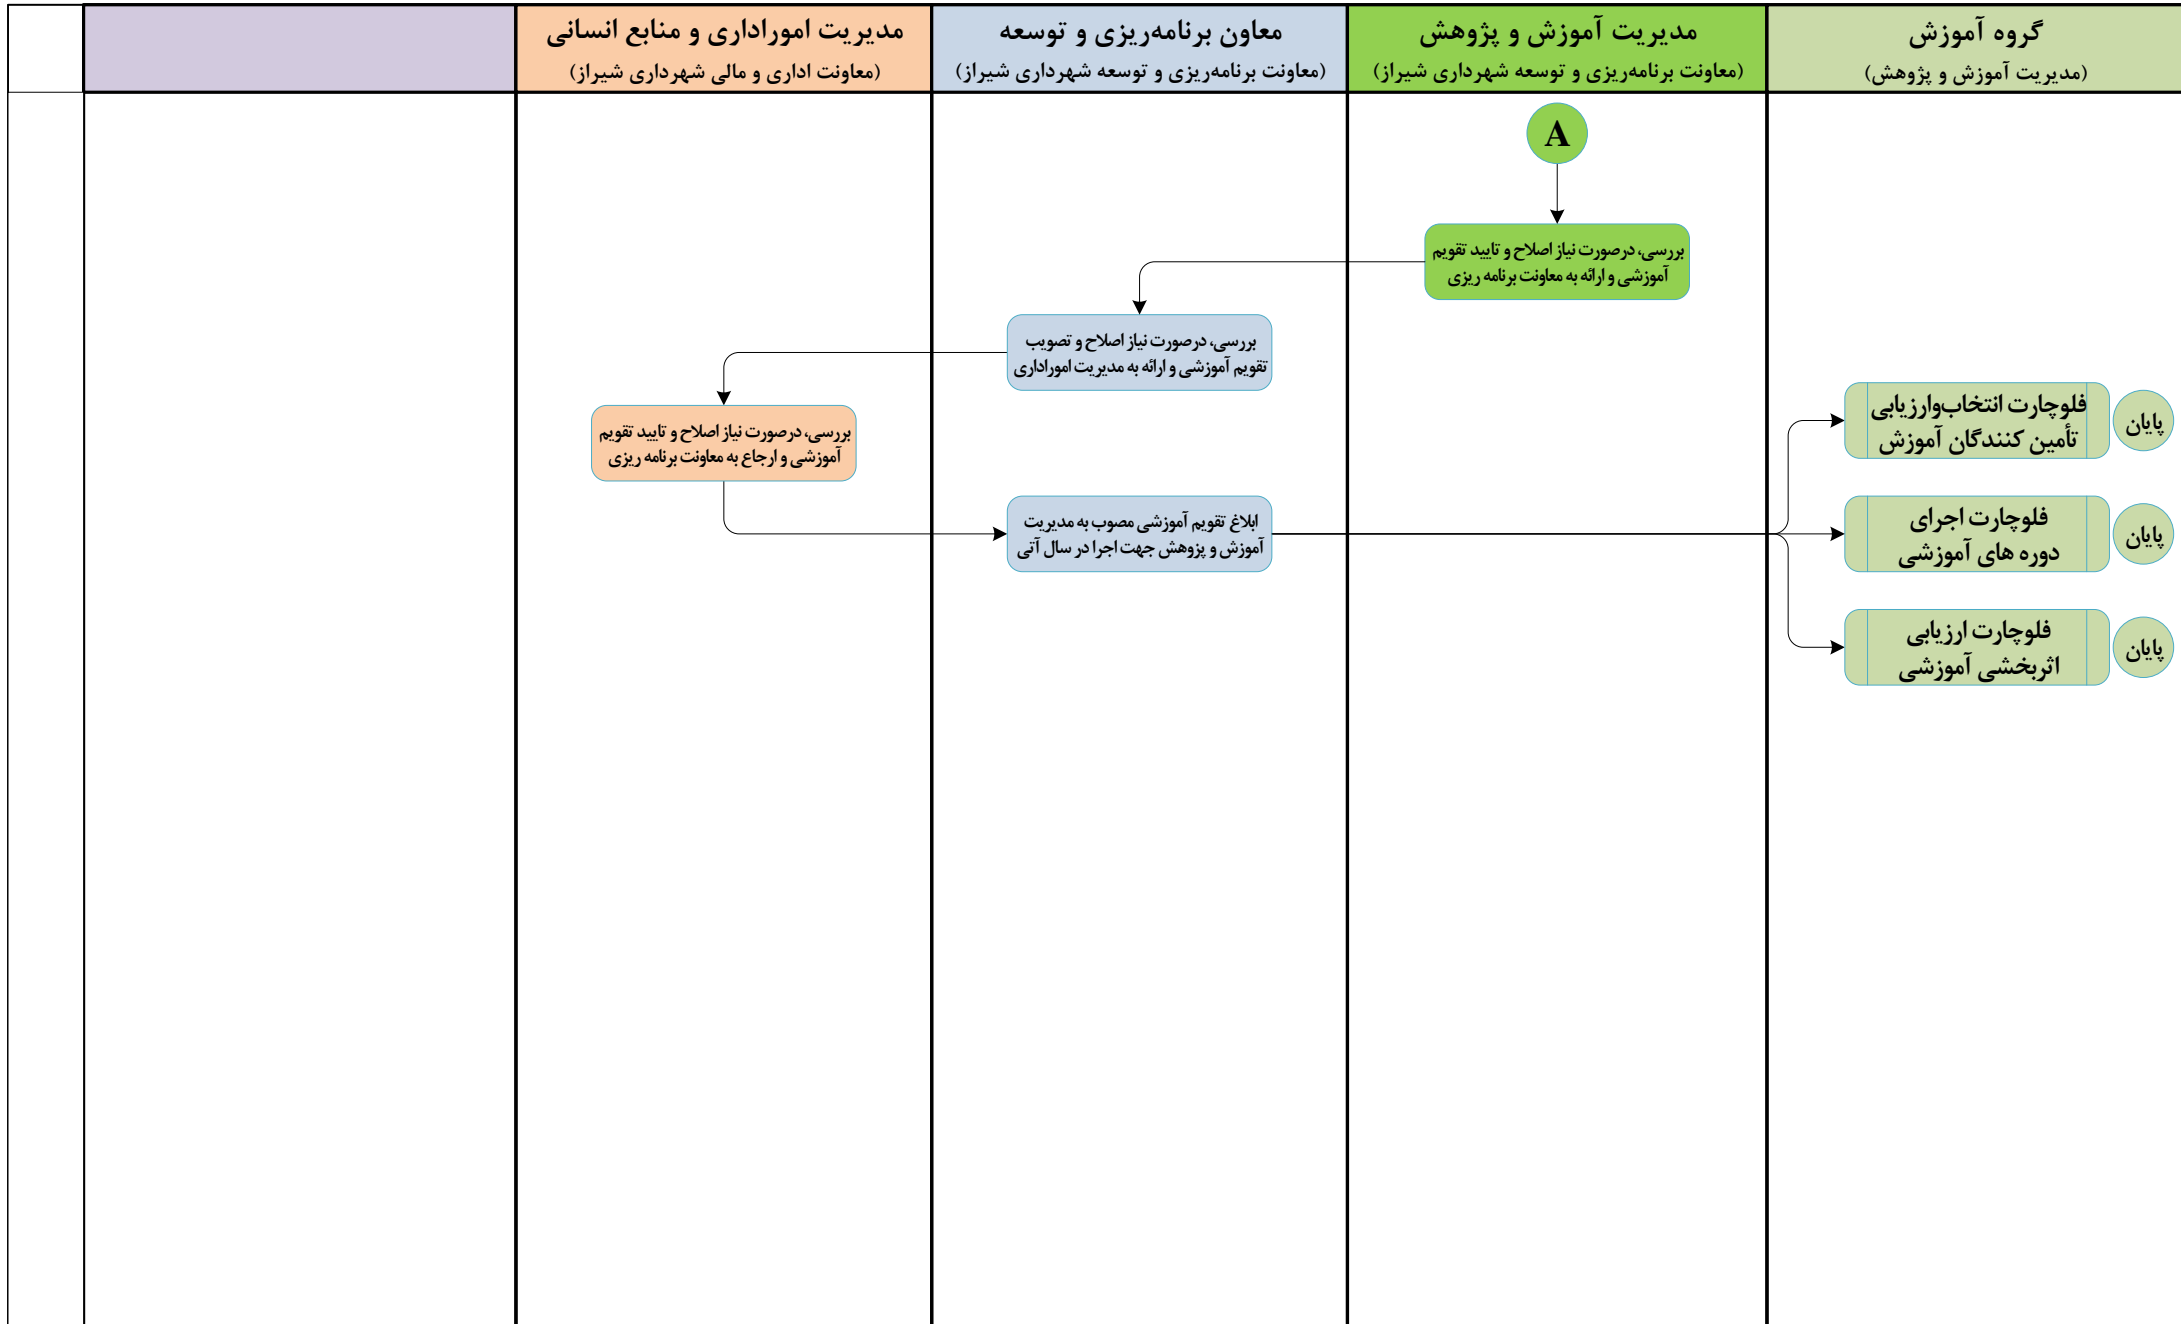 گروه آموزش
(مدیریت آموزش و پژوهش)
مدیریت آموزش و پژوهش
(معاونت برنامه‌ریزی و توسعه شهرداری شیراز)
معاون برنامه‌ریزی و توسعه
(معاونت برنامه‌ریزی و توسعه شهرداری شیراز)
مدیریت اموراداری و منابع انسانی
(معاونت اداری و مالی شهرداری شیراز)
A
بررسی، درصورت نیاز اصلاح و تایید تقویم
آموزشی و ارائه به معاونت برنامه ریزی
بررسی، درصورت نیاز اصلاح و تصویب
تقویم آموزشی و ارائه به مدیریت اموراداری
بررسی، درصورت نیاز اصلاح و تایید تقویم
آموزشی و ارجاع به معاونت برنامه ریزی
ابلاغ تقویم آموزشی مصوب به مدیریت
آموزش و پزوهش جهت اجرا در سال آتی
فلوچارت انتخاب‌وارزیابی
تأمین کنندگان آموزش
پایان
فلوچارت اجرای
دوره های آموزشی
پایان
فلوچارت ارزیابی
اثربخشی آموزشی
پایان